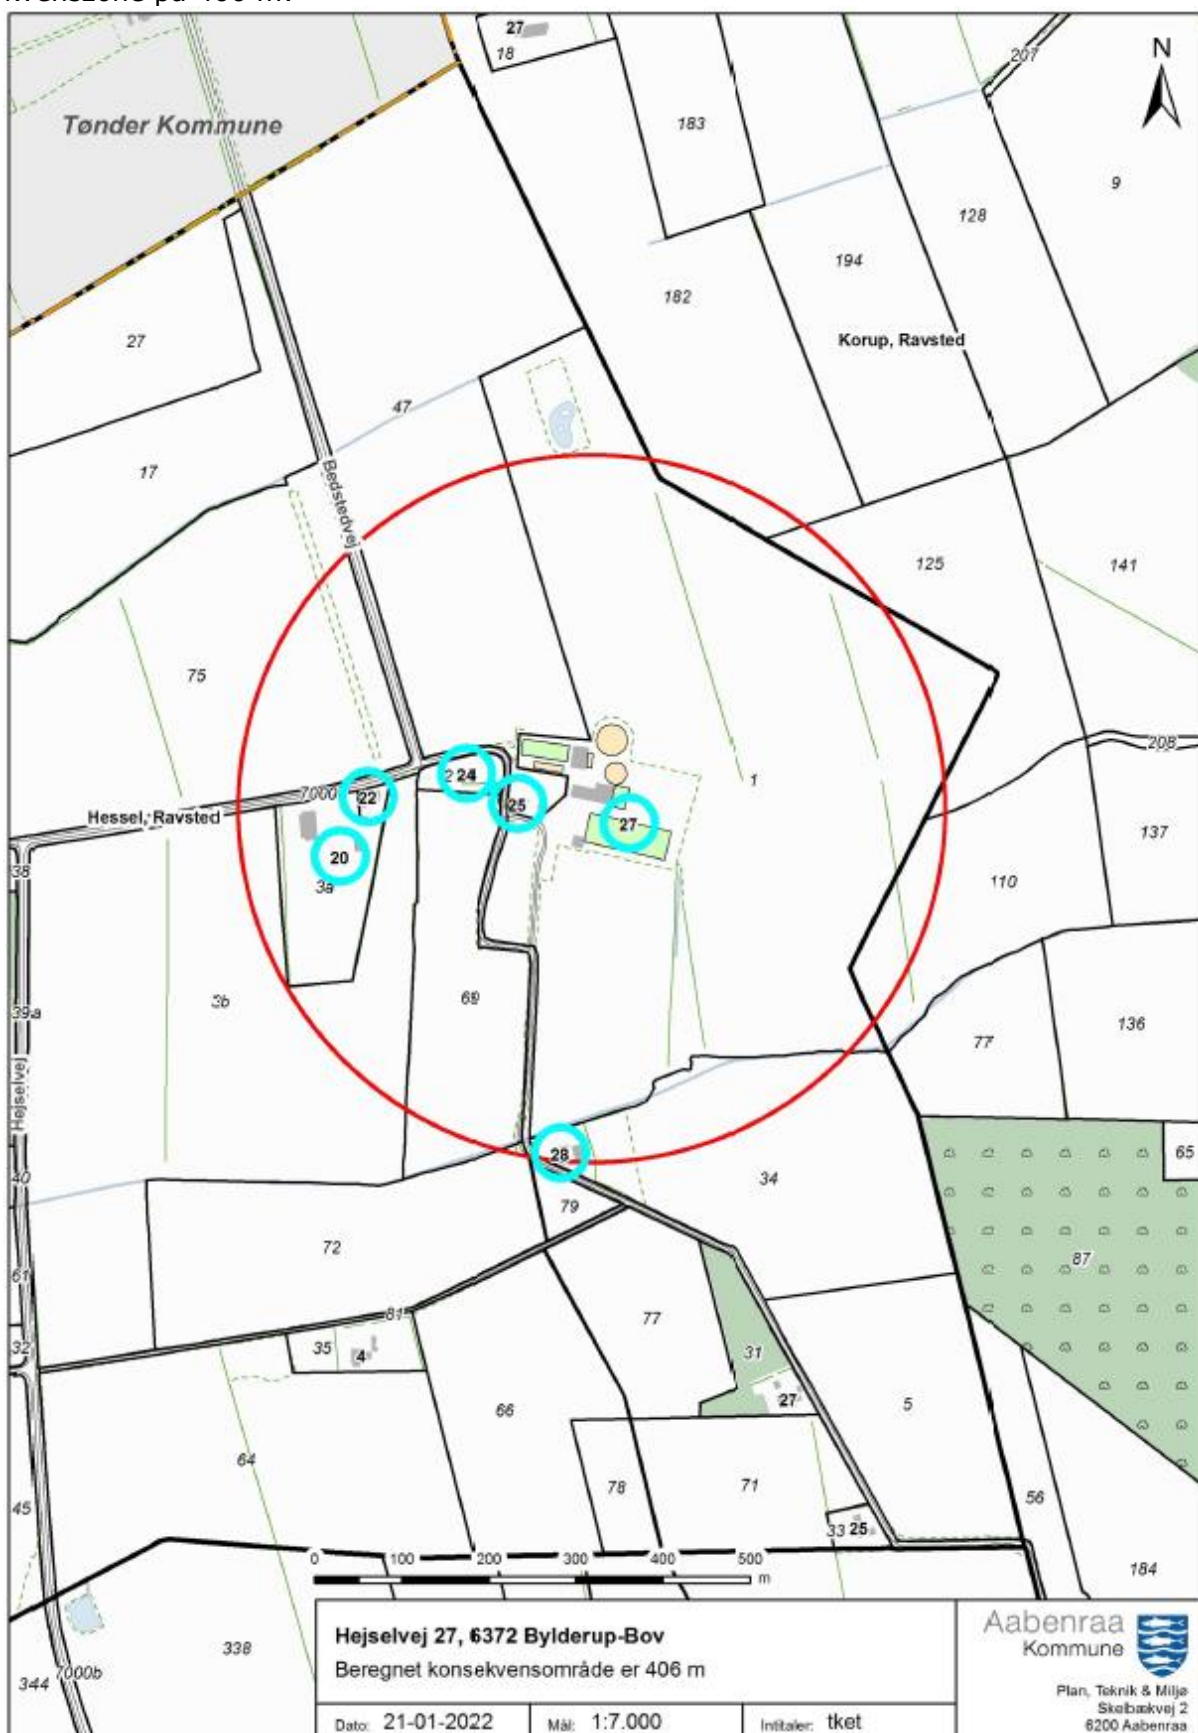 27
18
207
N
Tønder Kommune
183
9
128
194
182
27
Korup, Ravsted
47
17
Bedstedvej
125
141
75
208
1
24
2
22
7000
25
Hessel, Ravsted
27
137
38
20
110
3a
3b
69
39a
136
77
Hejselvej
28
65
40
34
79
72
87
61
81
77
32
35
4
31
27
5
66
64
78
71
45
56
33
25
184
0 100 200 300 400 500
m
338
344
7000b
Hejselvej 27, 6372 Bylderup-Bov
Beregnet konsekvensområde er 406 m
Dato: 21-01-2022
Mål: 1:7.000
Intitaler: tket
Aabenraa
Kommune
Plan, Teknik & Miljø
Skelbækvej 2
6200 Aabenraa